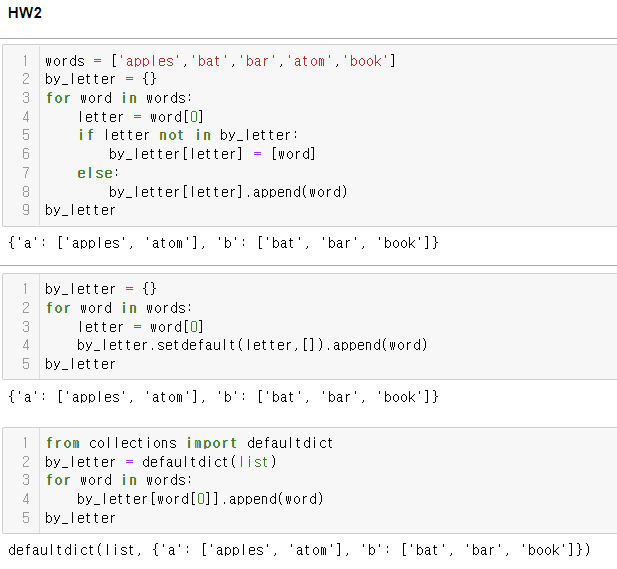 HW2
1 words = ['apples','bat','bar','atom','book']
2 by_letter = {}
3 for word in words:
4     letter = word[0]
5     if letter not in by_letter:
6         by_letter[letter] = [word]
7     else:
8         by_letter[letter].append(word)
9 by_letter
{'a': ['apples', 'atom'], 'b': ['bat', 'bar', 'book']}
1 by_letter = {}
2 for word in words:
3     letter = word[0]
4     by_letter.setdefault(letter,[]).append(word)
5 by_letter
{'a': ['apples', 'atom'], 'b': ['bat', 'bar', 'book']}
1 from collections import defaultdict
2 by_letter = defaultdict(list)
3 for word in words:
4     by_letter[word[0]].append(word)
5 by_letter
defaultdict(list, {'a': ['apples', 'atom'], 'b': ['bat', 'bar', 'book']})